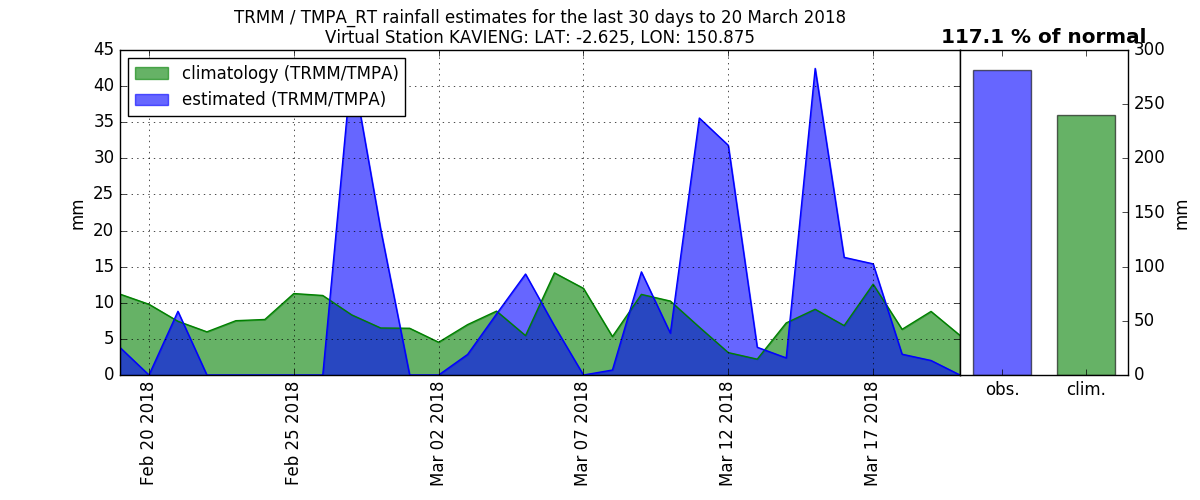 TRMM / TMPA_RT rainfall estimates for the last 30 days to 20 March 2018
Virtual Station KAVIENG: LAT: -2.625, LON: 150.875
117.1 % of normal
climatology (TRMM/TMPA)
estimated (TRMM/TMPA)
45
40
35
30
25
20
15
10
5
0
mm
Feb 20 2018
Feb 25 2018
Mar 02 2018
Mar 07 2018
Mar 12 2018
Mar 17 2018
300
250
200
150
100
50
0
mm
obs.
clim.